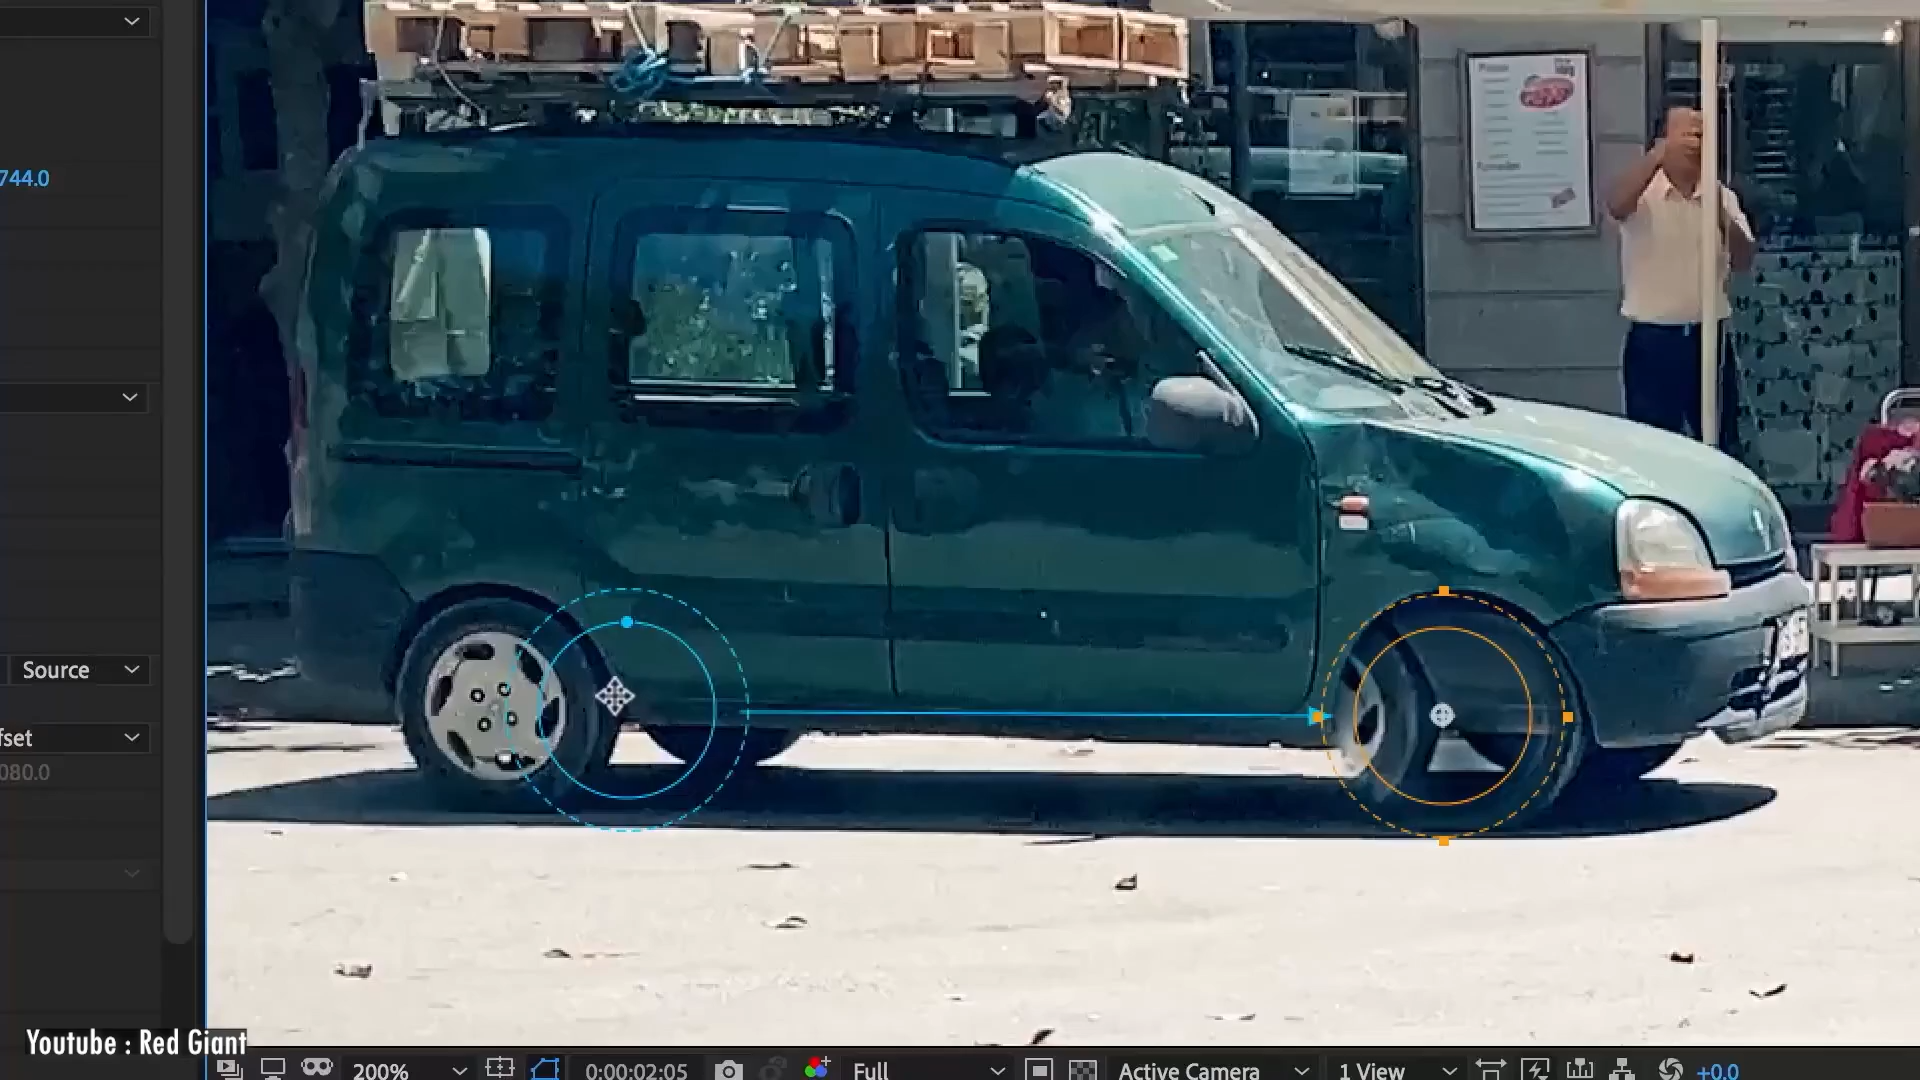 744.0
Source
fset
080.0
Youtube : Red Giant
200%
0:00:02:05
Full
Active Camera
1 View
+0.0